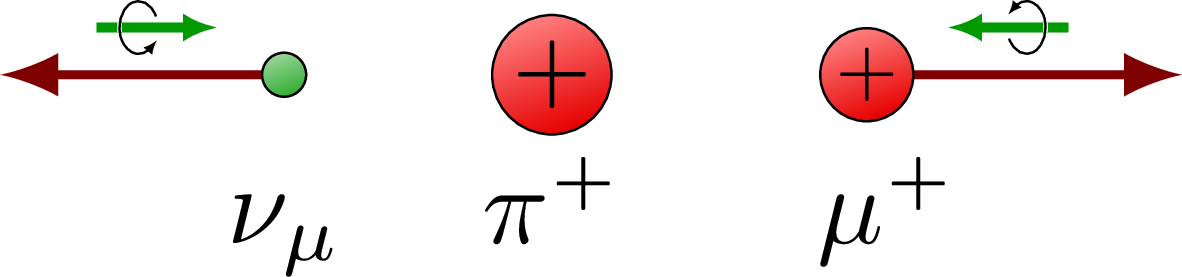 + +
ν_μ π⁺ μ⁺